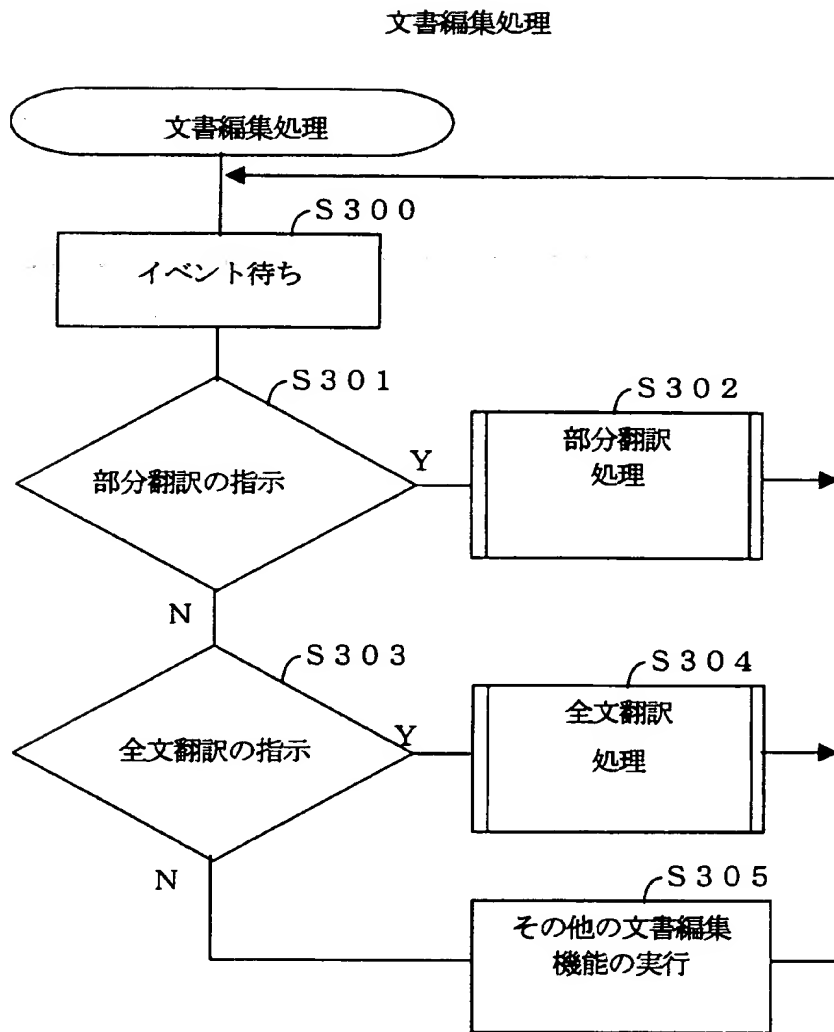 文書編集処理
文書編集処理
S300
イベント待ち
S301
部分翻訳の指示
Y
S302
部分翻訳
処理
N
S303
全文翻訳の指示
Y
S304
全文翻訳
処理
N
S305
その他の文書編集
機能の実行